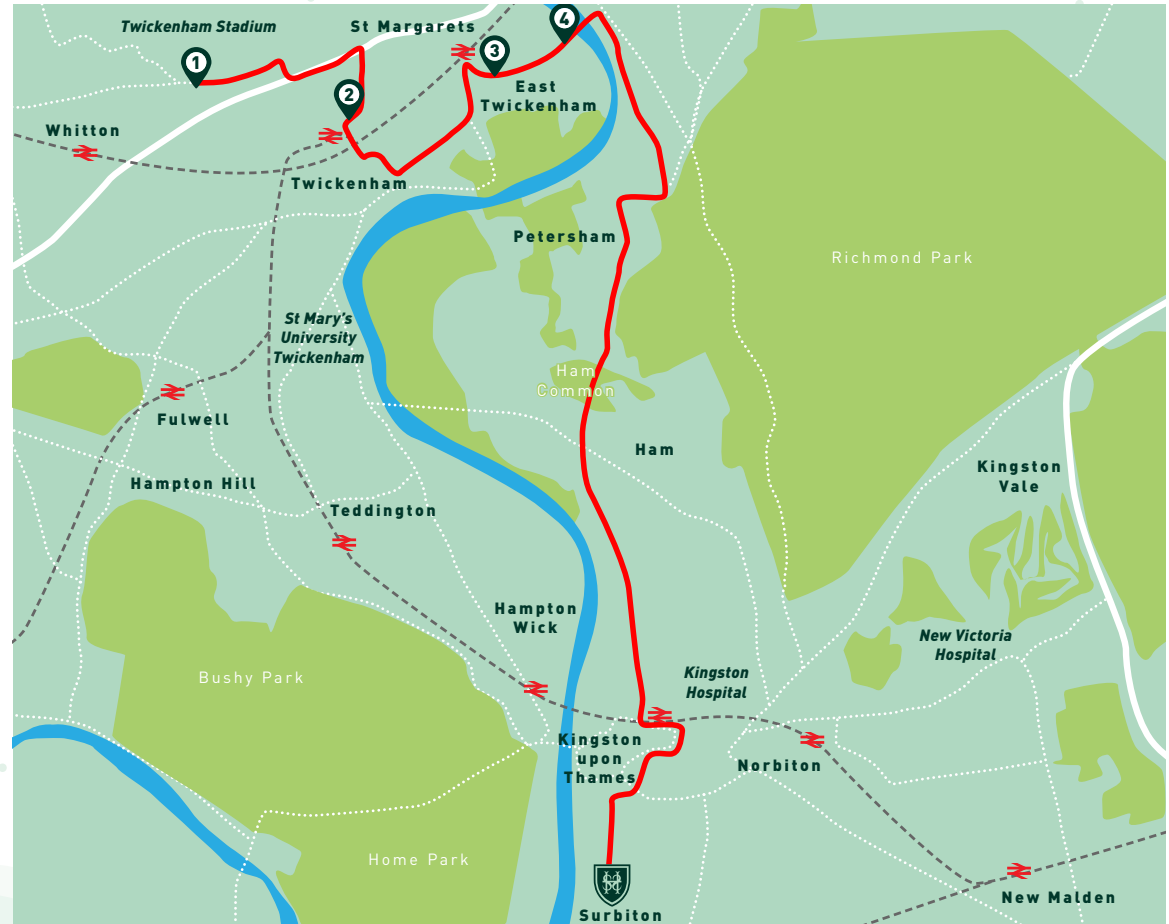 Twickenham Stadium
St Margarets
4
1
3
2
East
Twickenham
Whitton
Twickenham
Petersham
Richmond Park
St Mary's
University
Twickenham
Ham
Common
Fulwell
Ham
Kingston
Vale
Hampton Hill
Teddington
Hampton
Wick
New Victoria
Hospital
Bushy Park
Kingston
Hospital
Kingston
upon
Thames
Norbiton
Home Park
New Malden
Surbiton